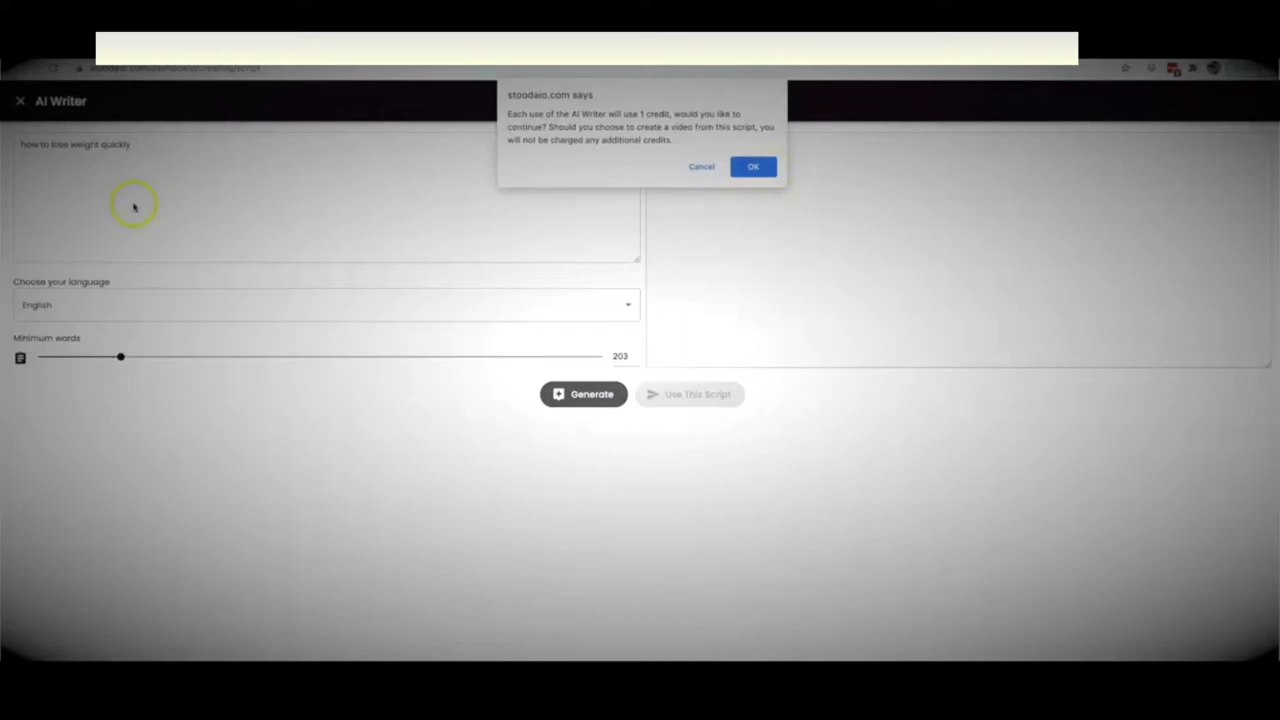 AI Writer
stoodaio.com says
Each use of the AI Writer will use 1 credit, would you like to
continue? Should you choose to create a video from this script, you
will not be charged any additional credits.
Cancel
OK
how to lose weight quickly
Choose your language
English
Minimum words
203
Generate
Use This Script